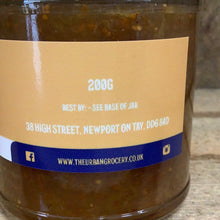 200G
BEST BY: - SEE BASE OF JAR
38 HIGH STREET, NEWPORT ON TAY, DD6 8AD
WWW.THEURBANGROCERY.CO.UK